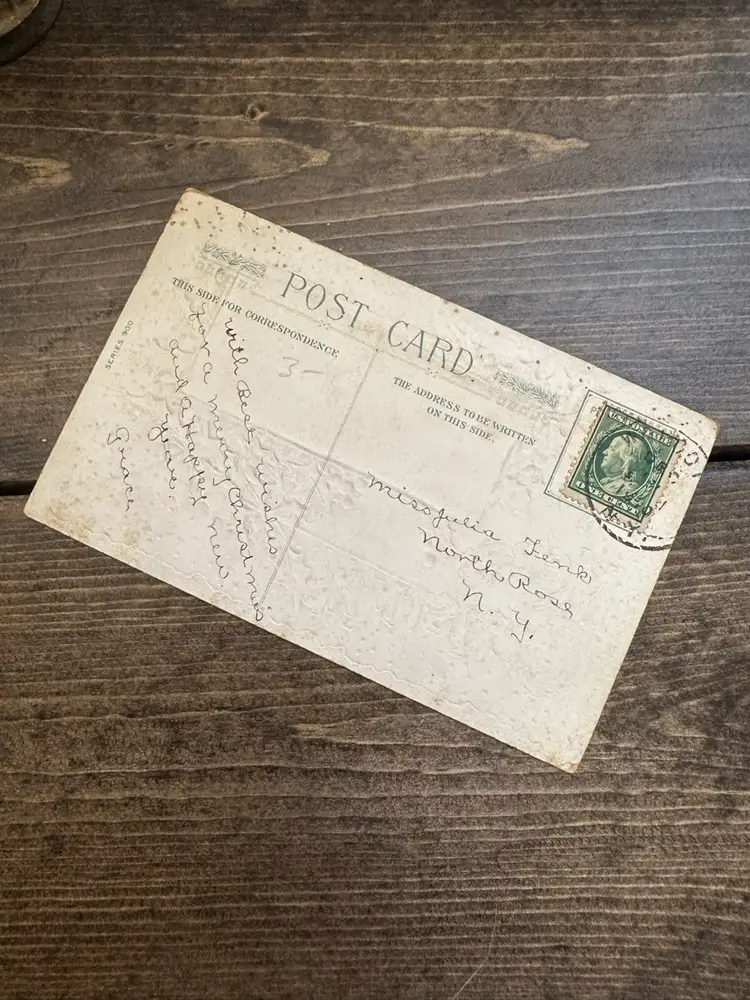 POST CARD
THIS SIDE FOR CORRESPONDENCE
THE ADDRESS TO BE WRITTEN
ON THIS SIDE.
SERIES 900
3-
with Best wishes
for a Merry Christmas
and a Happy New
year.
Grace
Miss Julia Fenk
North Rose
N. Y.
U.S. POSTAGE
ONE CENT